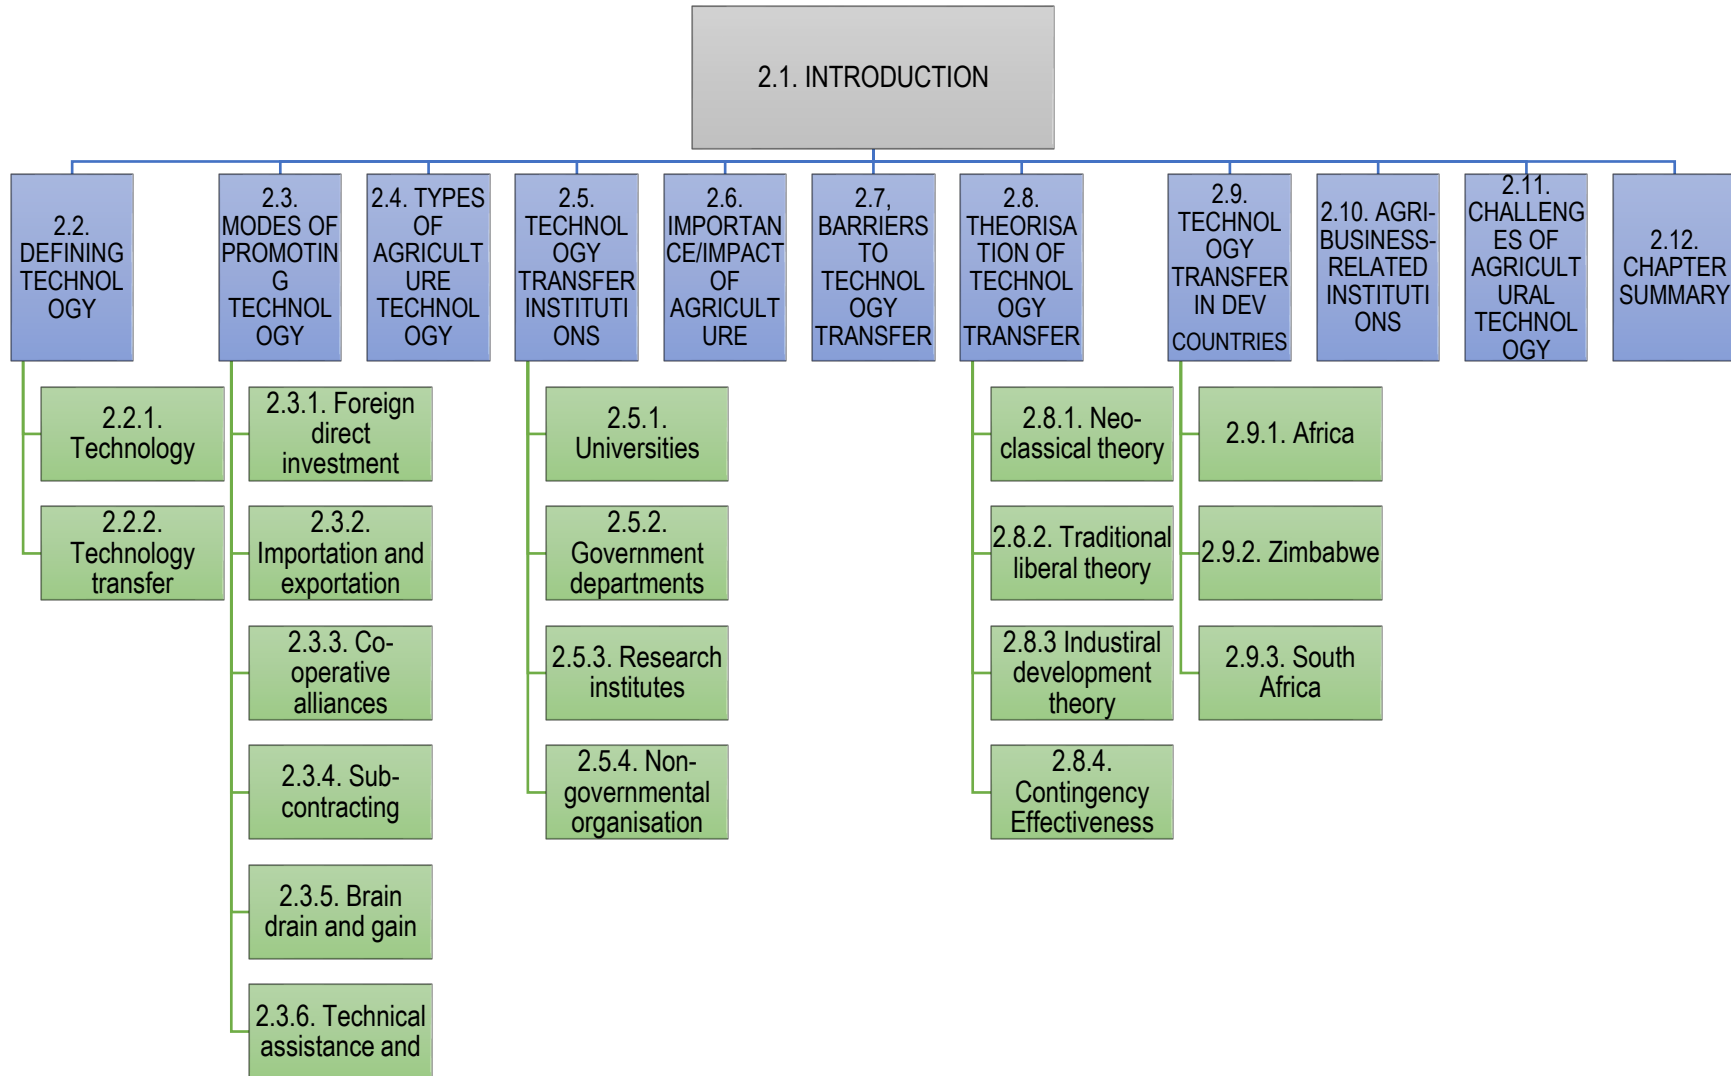 2.1. INTRODUCTION
2.2.
DEFINING
TECHNOL
OGY
2.3.
MODES OF
PROMOTIN
G
TECHNOL
OGY
2.4. TYPES
OF
AGRICULT
URE
TECHNOL
OGY
2.5.
TECHNOL
OGY
TRANSFER
INSTITUTI
ONS
2.6.
IMPORTAN
CE/IMPACT
OF
AGRICULT
URE
2.7,
BARRIERS
TO
TECHNOL
OGY
TRANSFER
2.8.
THEORISA
TION OF
TECHNOL
OGY
TRANSFER
2.9.
TECHNOL
OGY
TRANSFER
IN DEV
COUNTRIES
2.10. AGRI-
BUSINESS-
RELATED
INSTITUTI
ONS
2.11.
CHALLENG
ES OF
AGRICULT
URAL
TECHNOL
OGY
2.12.
CHAPTER
SUMMARY
2.2.1.
Technology
2.2.2.
Technology
transfer
2.3.1. Foreign
direct
investment
2.3.2.
Importation and
exportation
2.3.3. Co-
operative
alliances
2.3.4. Sub-
contracting
2.3.5. Brain
drain and gain
2.3.6. Technical
assistance and
2.5.1.
Universities
2.5.2.
Government
departments
2.5.3. Research
institutes
2.5.4. Non-
governmental
organisation
2.8.1. Neo-
classical theory
2.8.2. Traditional
liberal theory
2.8.3 Industiral
development
theory
2.8.4.
Contingency
Effectiveness
2.9.1. Africa
2.9.2. Zimbabwe
2.9.3. South
Africa